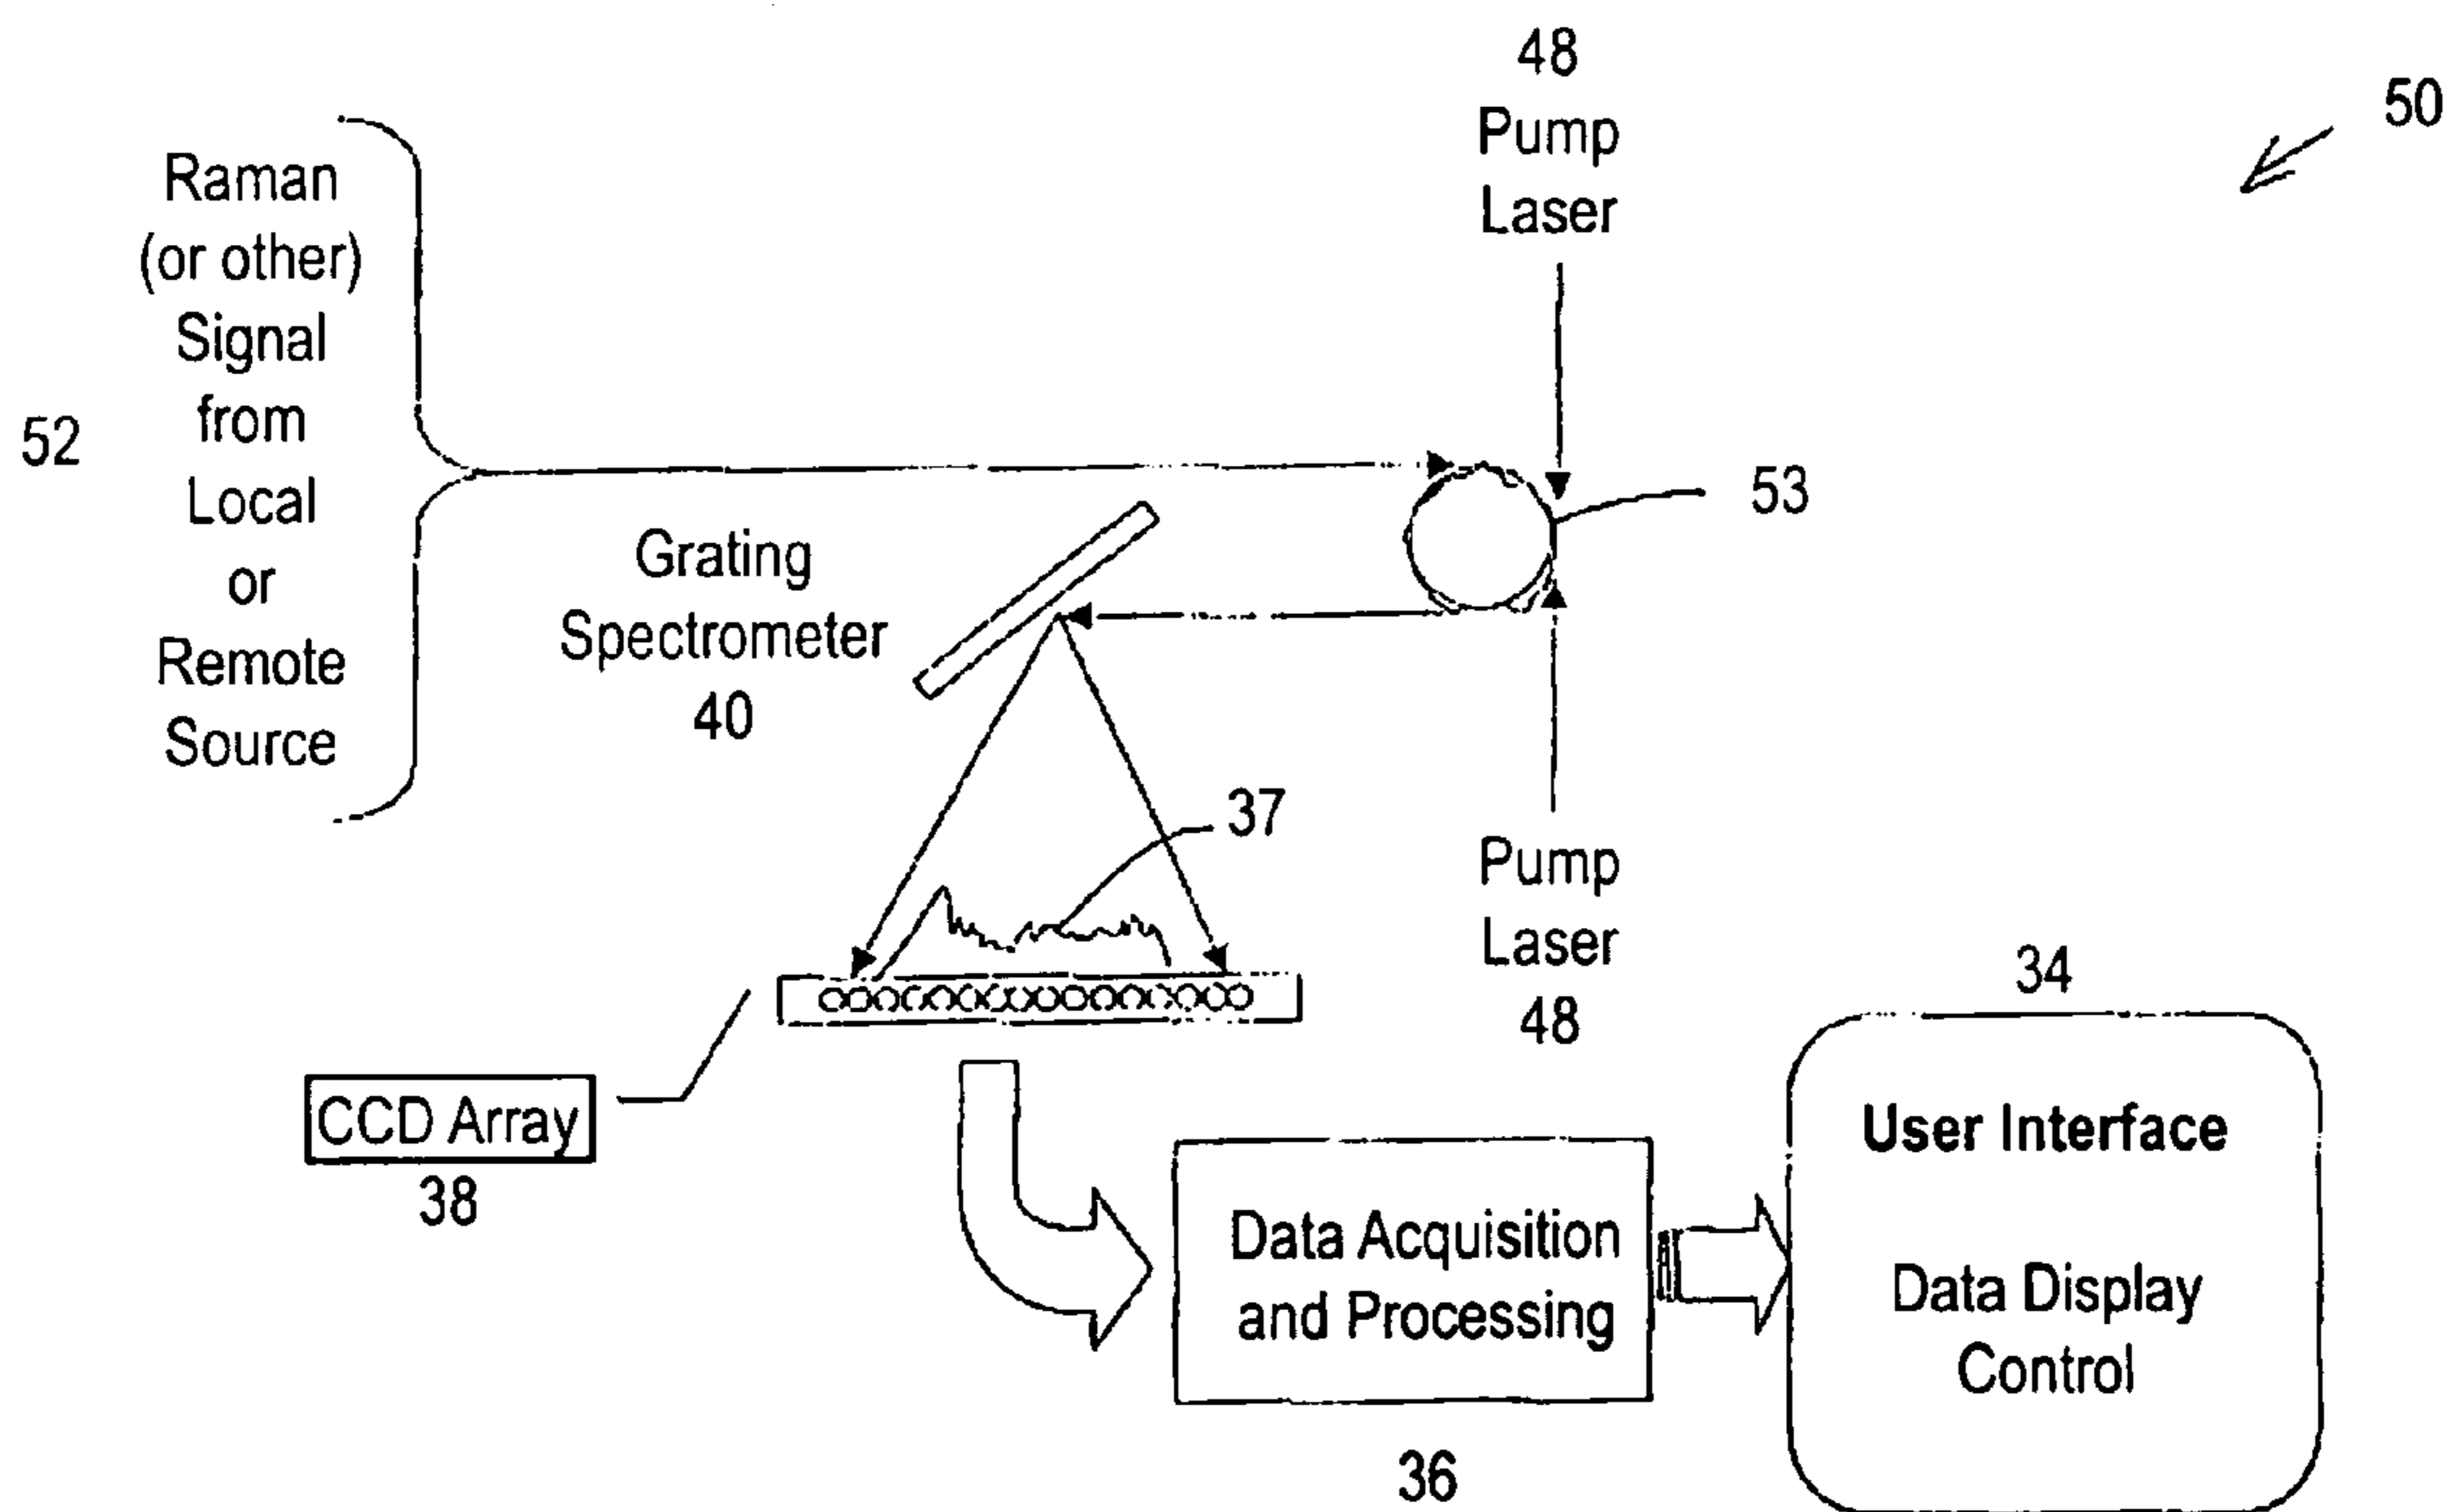 48
Pump
Laser
50
Raman
(or other)
Signal
from
Local
or
Remote
Source
52
53
Grating
Spectrometer
40
37
Pump
Laser
48
CCD Array
38
34
User Interface
Data Display
Control
Data Acquisition
and Processing
36